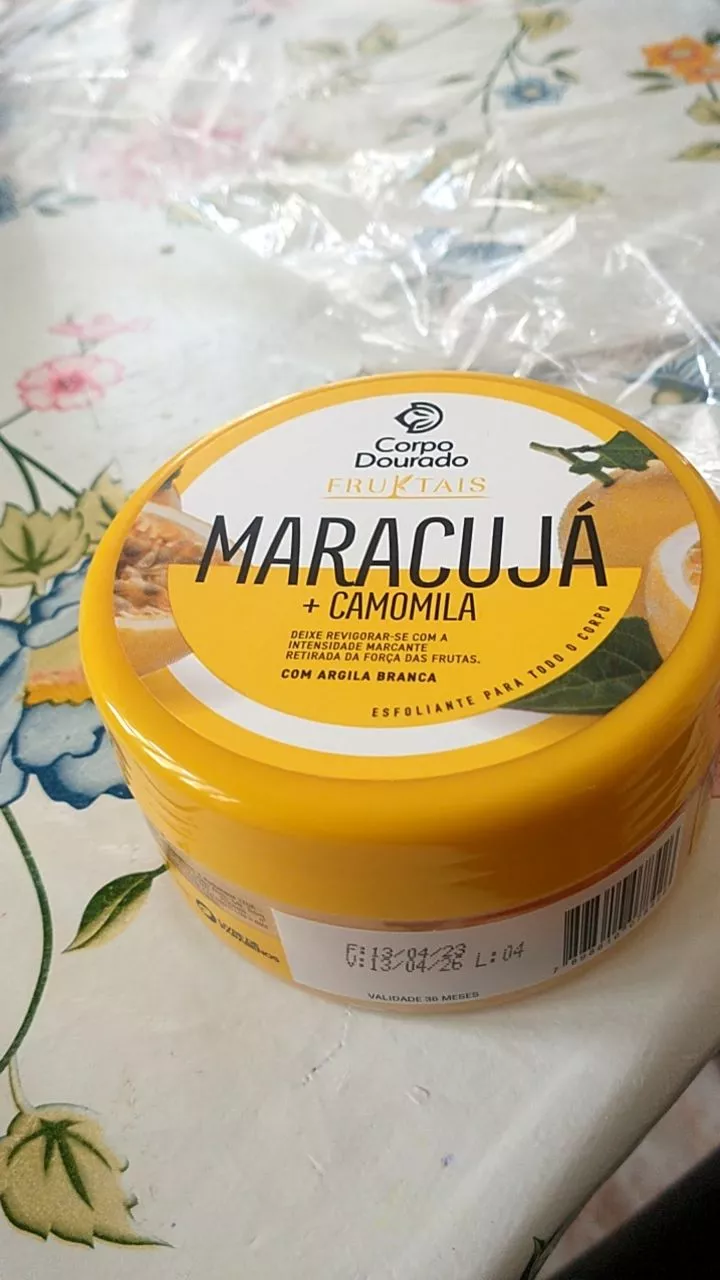 Corpo
Dourado
FRUKTAIS
MARACUJÁ
+ CAMOMILA
DEIXE REVIGORAR-SE COM A
INTENSIDADE MARCANTE
RETIRADA DA FORÇA DAS FRUTAS.
COM ARGILA BRANCA
ESFOLIANTE PARA TODO O CORPO
F:13/04/23
V:13/04/26 L:04
VALIDADE 36 MESES